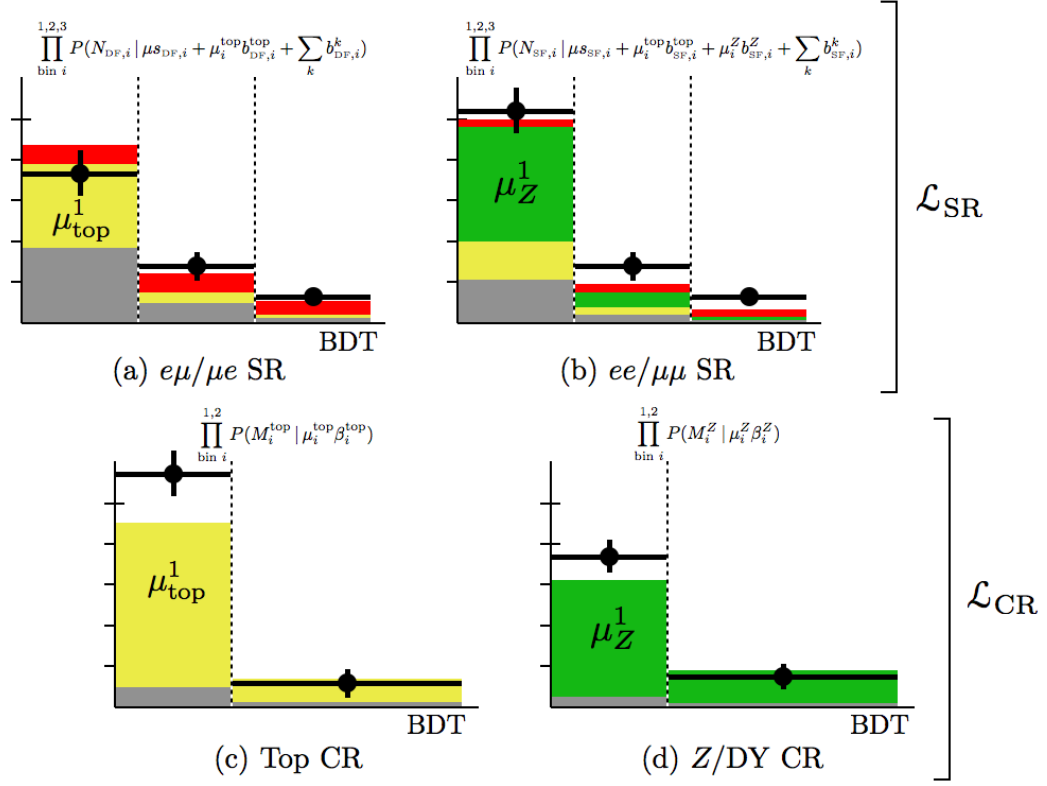 1,2,3
∏ P(N_DF,i | μs_DF,i + μ_i^top b_DF,i^top + ∑_k b_DF,i^k)
bin i
1,2,3
∏ P(N_SF,i | μs_SF,i + μ_i^top b_SF,i^top + μ_i^Z b_SF,i^Z + ∑_k b_SF,i^k)
bin i
μ_top^1
μ_Z^1
ℒ_SR
BDT
BDT
(a) eμ/μe SR
(b) ee/μμ SR
1,2
∏ P(M_i^top | μ_i^top β_i^top)
bin i
1,2
∏ P(M_i^Z | μ_i^Z β_i^Z)
bin i
μ_top^1
μ_Z^1
ℒ_CR
BDT
BDT
(c) Top CR
(d) Z/DY CR